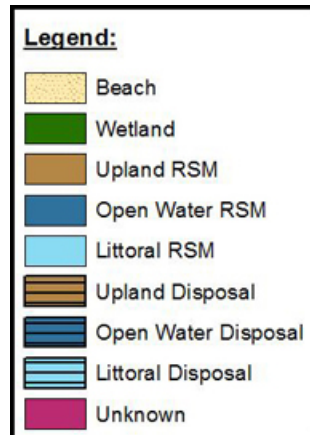 Legend:
Beach
Wetland
Upland RSM
Open Water RSM
Littoral RSM
Upland Disposal
Open Water Disposal
Littoral Disposal
Unknown